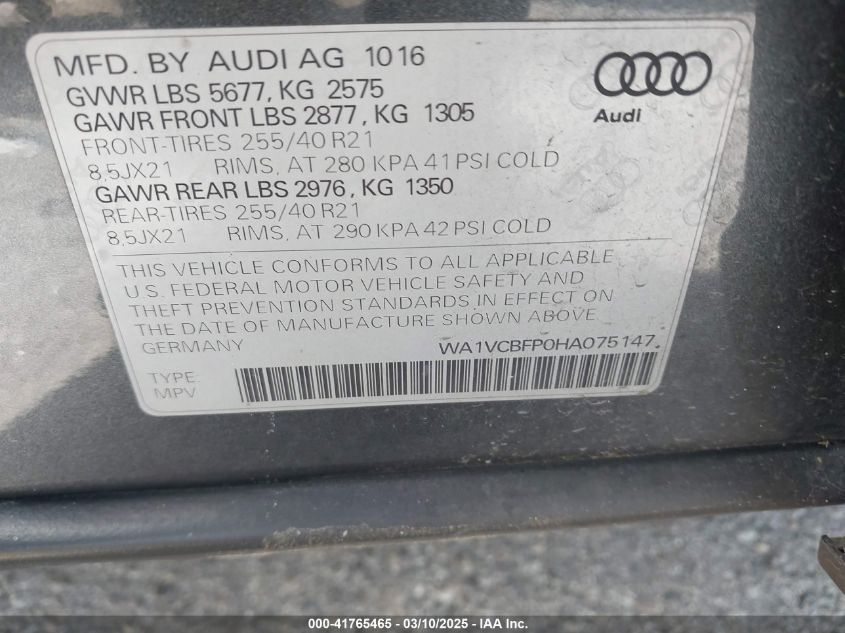 MFD. BY AUDI AG 1016
GVWR LBS 5677, KG 2575
GAWR FRONT LBS 2877, KG 1305
FRONT-TIRES 255/40 R21
8,5JX21 RIMS, AT 280 KPA 41 PSI COLD
GAWR REAR LBS 2976, KG 1350
REAR-TIRES 255/40 R21
8,5JX21 RIMS, AT 290 KPA 42 PSI COLD
Audi
THIS VEHICLE CONFORMS TO ALL APPLICABLE
U.S. FEDERAL MOTOR VEHICLE SAFETY AND
THEFT PREVENTION STANDARDS IN EFFECT ON
THE DATE OF MANUFACTURE SHOWN ABOVE.
GERMANY WA1VCBFP0HA075147
TYPE:
MPV
000-41765465 - 03/10/2025 - IAA Inc.